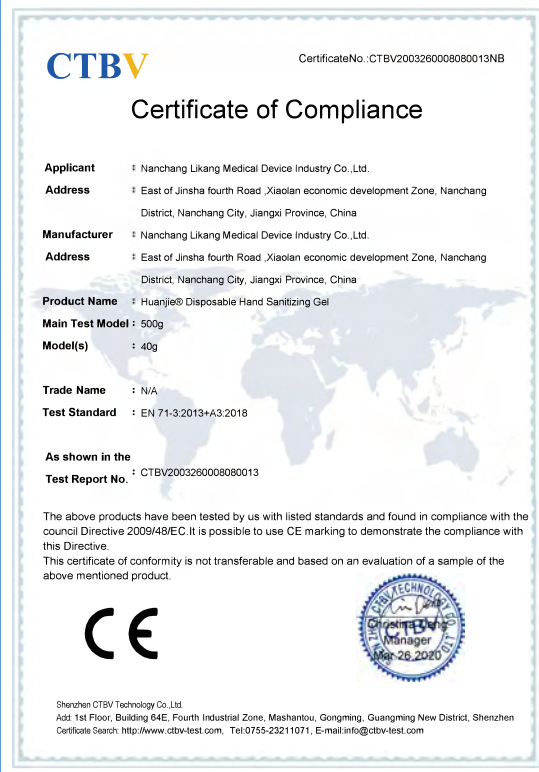 CTBV
CertificateNo.:CTBV2003260008080013NB
Certificate of Compliance
Applicant : Nanchang Likang Medical Device Industry Co.,Ltd.
Address : East of Jinsha fourth Road ,Xiaolan economic development Zone, Nanchang
District, Nanchang City, Jiangxi Province, China
Manufacturer : Nanchang Likang Medical Device Industry Co.,Ltd.
Address : East of Jinsha fourth Road ,Xiaolan economic development Zone, Nanchang
District, Nanchang City, Jiangxi Province, China
Product Name : Huanjie® Disposable Hand Sanitizing Gel
Main Test Model : 500g
Model(s) : 40g
Trade Name : N/A
Test Standard : EN 71-3:2013+A3:2018
As shown in the
Test Report No. : CTBV2003260008080013
The above products have been tested by us with listed standards and found in compliance with the
council Directive 2009/48/EC.It is possible to use CE marking to demonstrate the compliance with
this Directive.
This certificate of conformity is not transferable and based on an evaluation of a sample of the
above mentioned product.
CE
CTBV
Manager
Mar 26 2020
Shenzhen CTBV Technology Co.,Ltd.
Add: 1st Floor, Building 64E, Fourth Industrial Zone, Mashantou, Gongming, Guangming New District, Shenzhen
Certificate Search: http://www.ctbv-test.com, Tel:0755-23211071, E-mail:info@ctbv-test.com